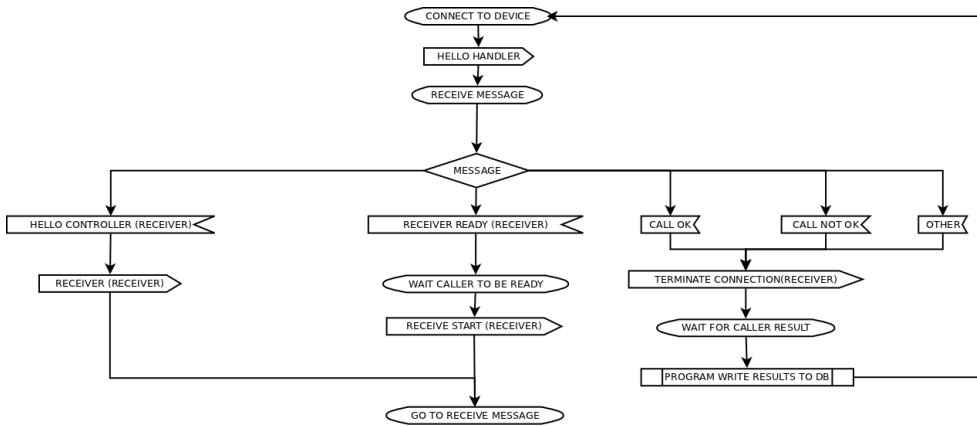 CONNECT TO DEVICE
HELLO HANDLER
RECEIVE MESSAGE
MESSAGE
HELLO CONTROLLER (RECEIVER)
RECEIVER READY (RECEIVER)
CALL OK
CALL NOT OK
OTHER
RECEIVER (RECEIVER)
WAIT CALLER TO BE READY
TERMINATE CONNECTION(RECEIVER)
RECEIVE START (RECEIVER)
WAIT FOR CALLER RESULT
PROGRAM WRITE RESULTS TO DB
GO TO RECEIVE MESSAGE